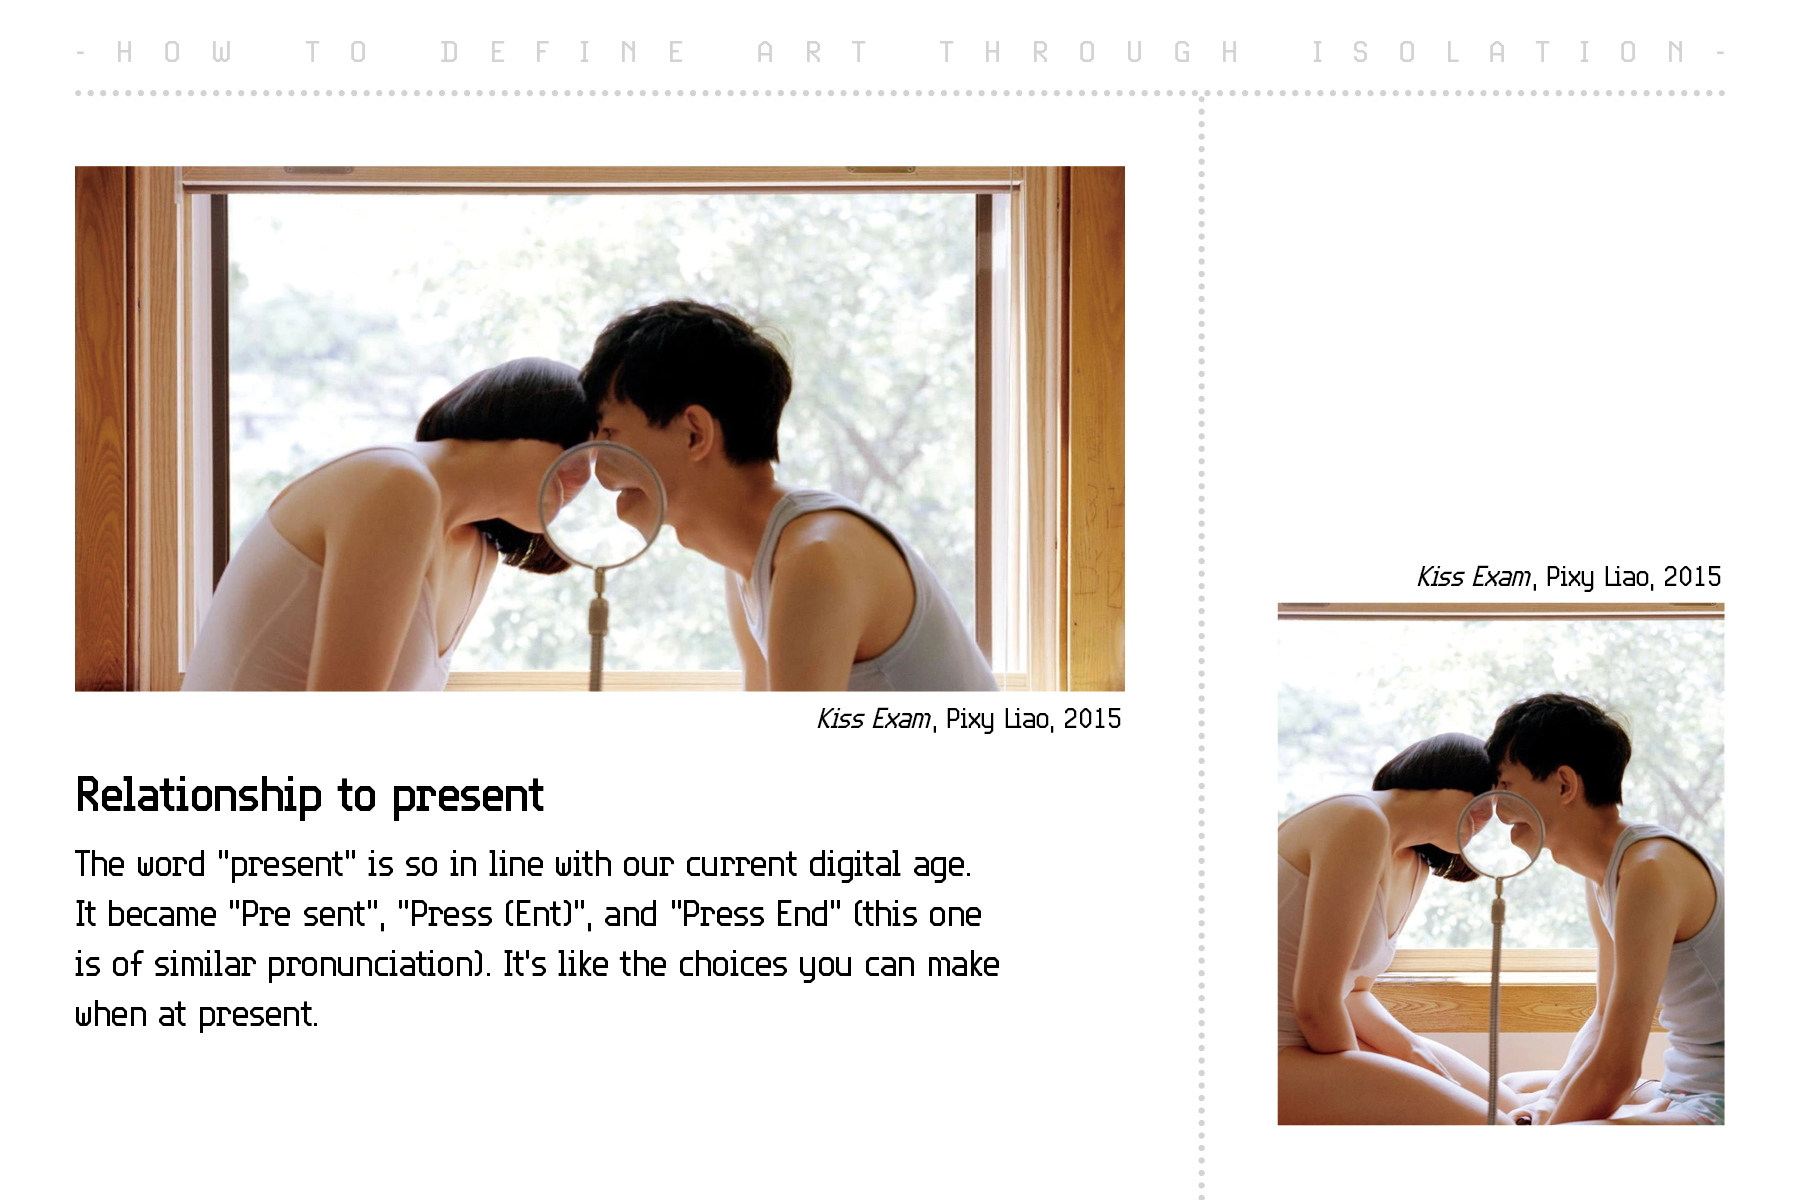 - HOW TO DEFINE ART THROUGH ISOLATION -
Kiss Exam, Pixy Liao, 2015
Relationship to present
The word "present" is so in line with our current digital age.
It became "Pre sent", "Press (Ent)", and "Press End" (this one
is of similar pronunciation). It's like the choices you can make
when at present.
Kiss Exam, Pixy Liao, 2015